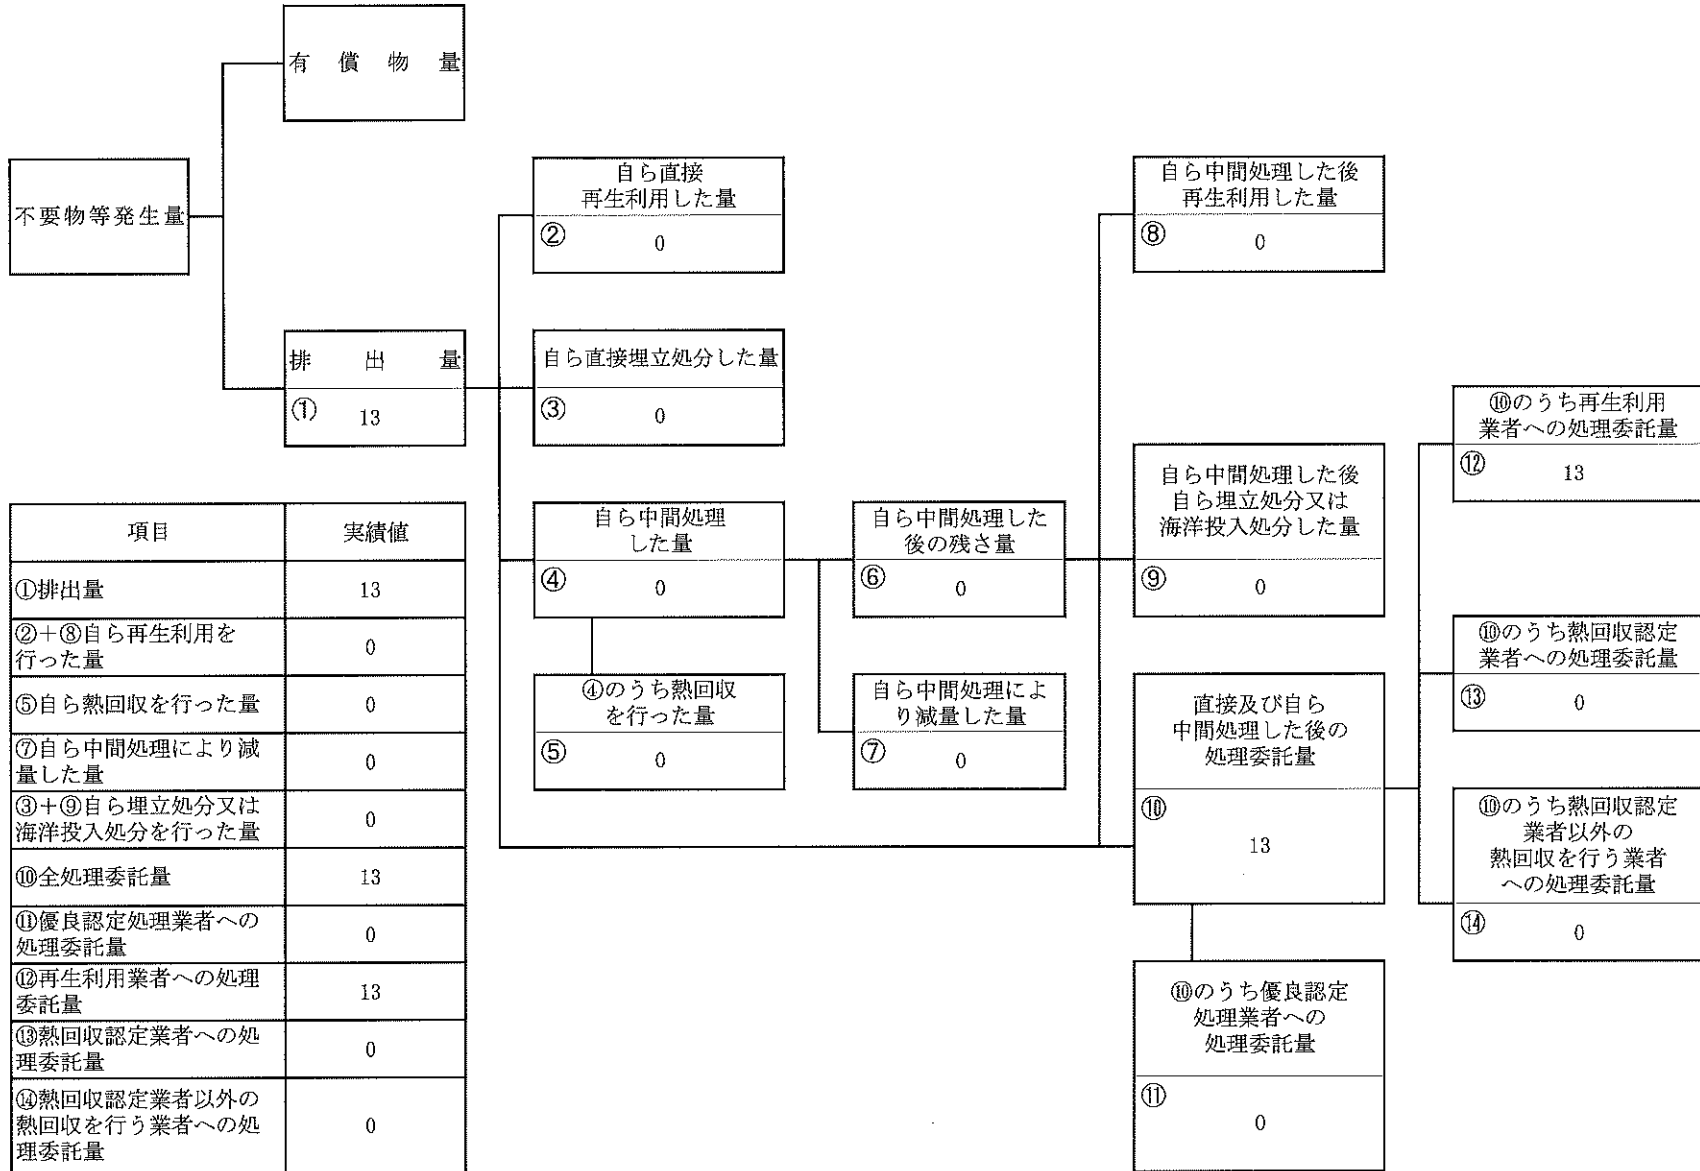 有償物量
不要物等発生量
自ら直接
再生利用した量
② 0
自ら中間処理した後
再生利用した量
⑧ 0
排出量
① 13
自ら直接埋立処分した量
③ 0
⑩のうち再生利用
業者への処理委託量
⑫ 13
自ら中間処理した後
自ら埋立処分又は
海洋投入処分した量
⑨ 0
自ら中間処理
した量
④ 0
自ら中間処理した
後の残さ量
⑥ 0
⑩のうち熱回収認定
業者への処理委託量
⑬ 0
④のうち熱回収
を行った量
⑤ 0
自ら中間処理によ
り減量した量
⑦ 0
直接及び自ら
中間処理した後の
処理委託量
⑩
13
⑩のうち熱回収認定
業者以外の
熱回収を行う業者
への処理委託量
⑭ 0
⑩のうち優良認定
処理業者への
処理委託量
⑪
0
項目 実績値
①排出量 13
②+⑧自ら再生利用を
行った量 0
⑤自ら熱回収を行った量 0
⑦自ら中間処理により減
量した量 0
③+⑨自ら埋立処分又は
海洋投入処分を行った量 0
⑩全処理委託量 13
⑪優良認定処理業者への
処理委託量 0
⑫再生利用業者への処理
委託量 13
⑬熱回収認定業者への処
理委託量 0
⑭熱回収認定業者以外の
熱回収を行う業者への処
理委託量 0